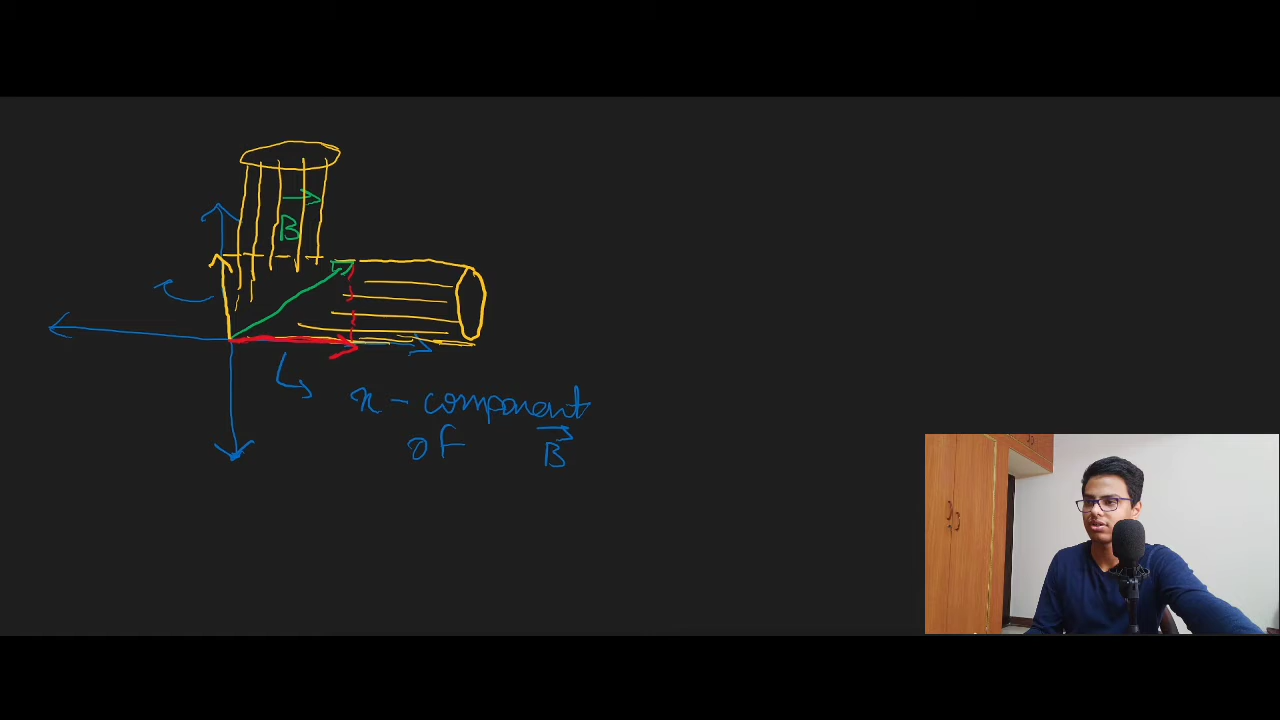 B
x - component
of B